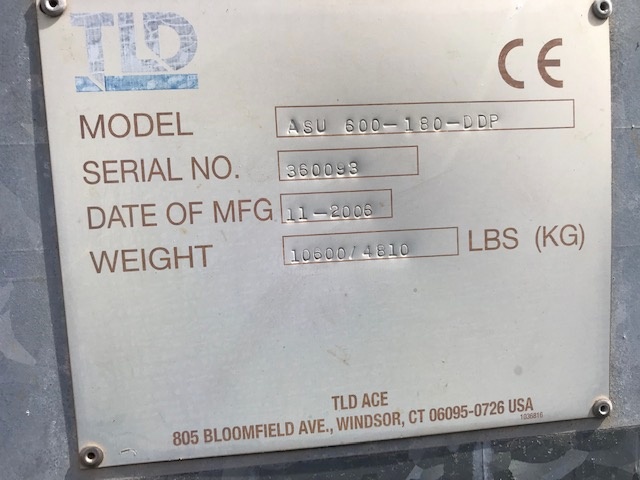 TLD
CE
MODEL ASU 600-180-DDP
SERIAL NO. 360093
DATE OF MFG 11-2006
WEIGHT 10600/4810 LBS (KG)
TLD ACE
805 BLOOMFIELD AVE., WINDSOR, CT 06095-0726 USA